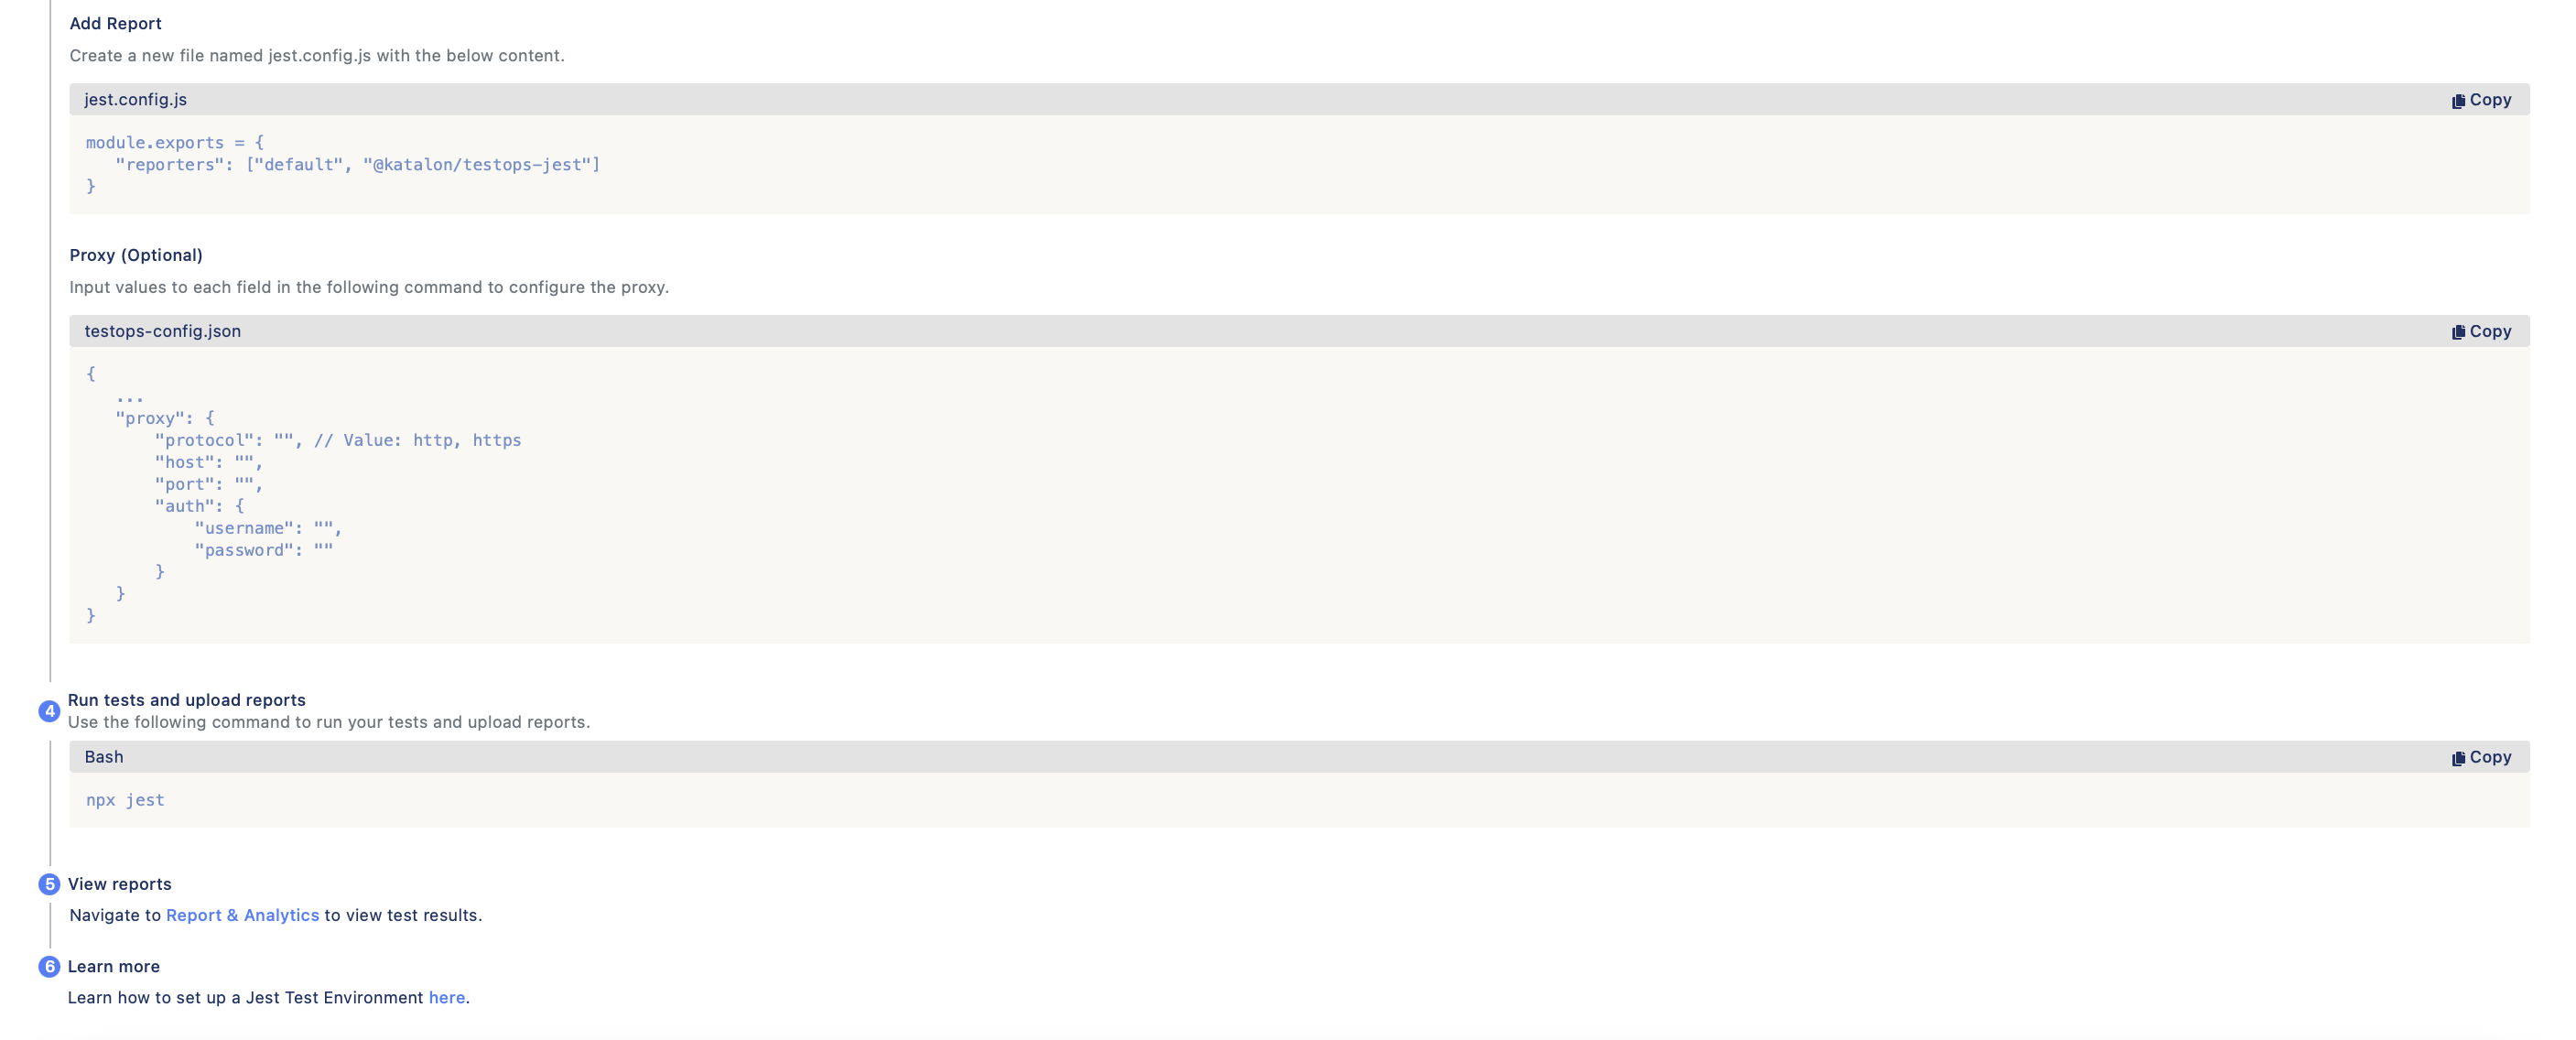 Add Report
Create a new file named jest.config.js with the below content.
jest.config.js
Copy
module.exports = {
   "reporters": ["default", "@katalon/testops-jest"]
}
Proxy (Optional)
Input values to each field in the following command to configure the proxy.
testops-config.json
Copy
{
   ...
   "proxy": {
       "protocol": "", // Value: http, https
       "host": "",
       "port": "",
       "auth": {
           "username": "",
           "password": ""
       }
   }
}
4
Run tests and upload reports
Use the following command to run your tests and upload reports.
Bash
Copy
npx jest
5 View reports
Navigate to Report & Analytics to view test results.
6 Learn more
Learn how to set up a Jest Test Environment here.